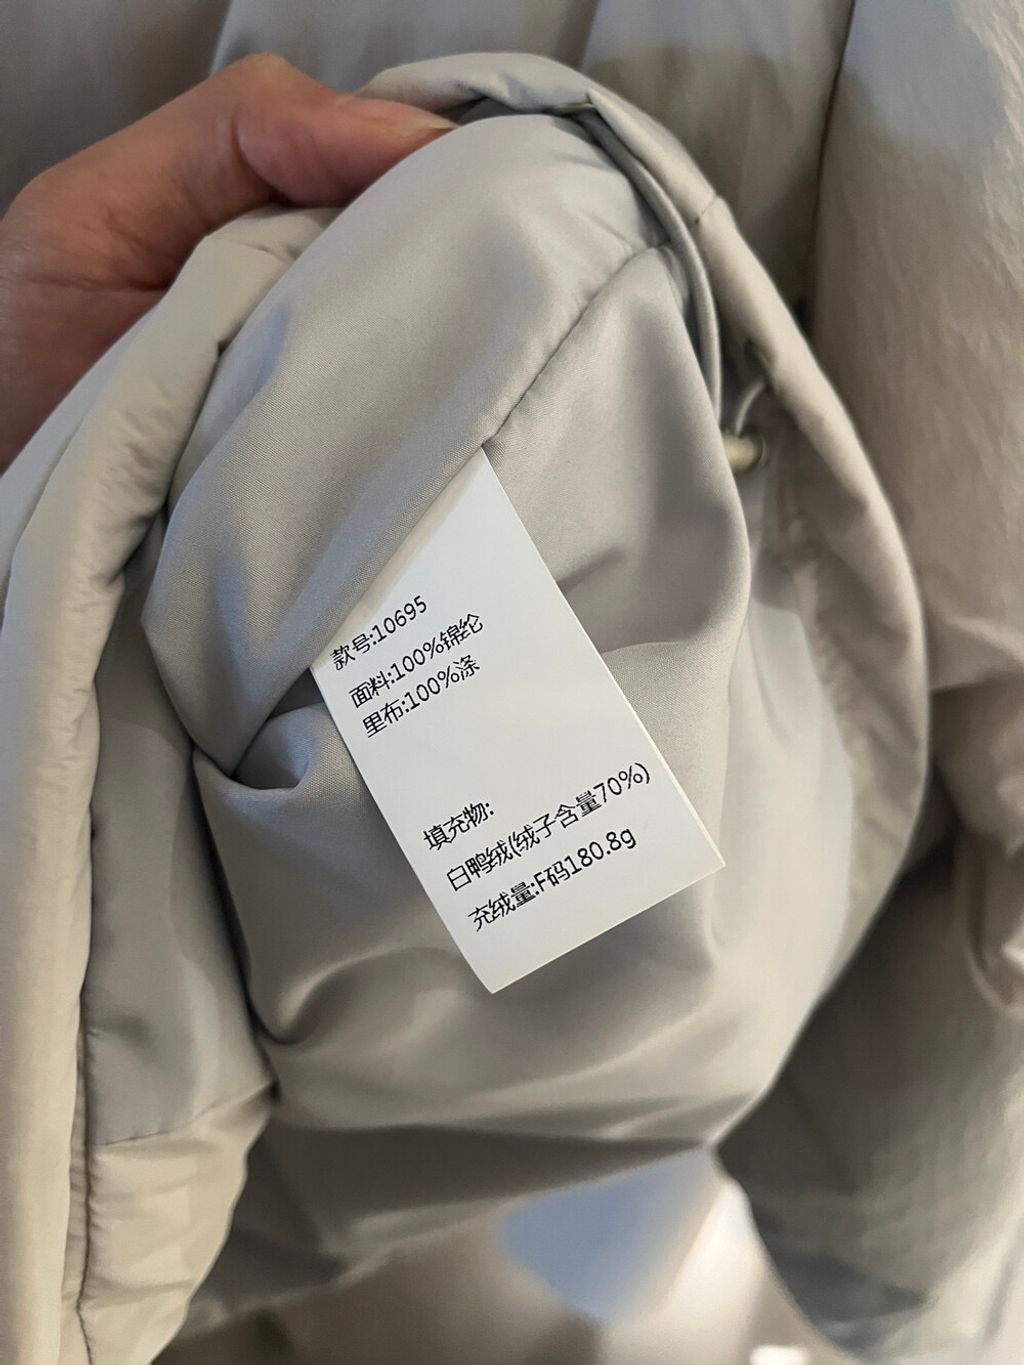 款号:10695
面料:100%锦纶
里布:100%涤
填充物:
白鸭绒(绒子含量70%)
充绒量:F码180.8g